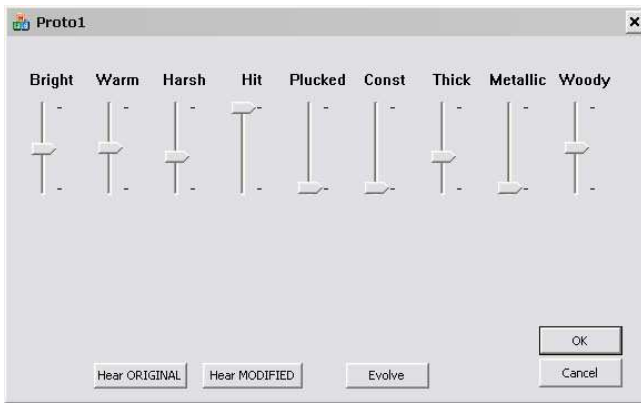 Proto1
Bright Warm Harsh Hit Plucked Const Thick Metallic Woody
OK
Hear ORIGINAL Hear MODIFIED Evolve Cancel